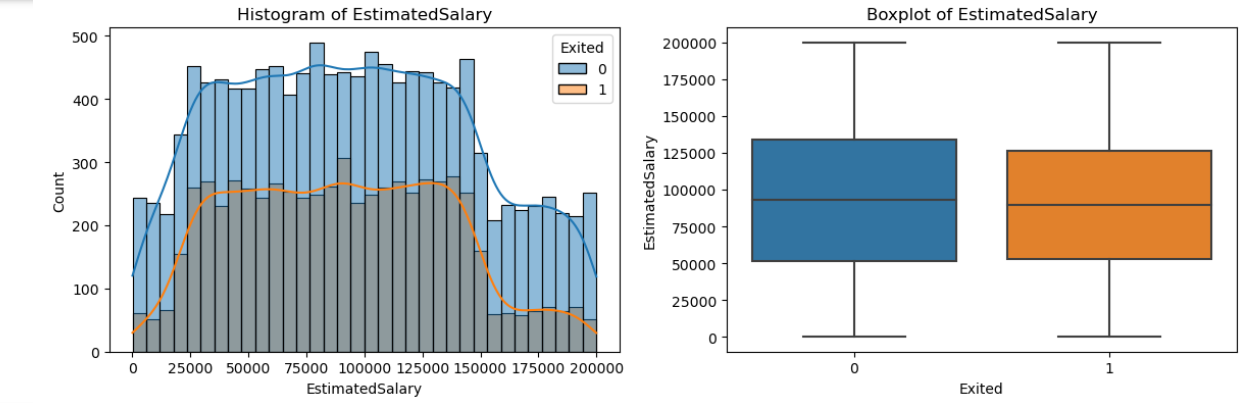 Histogram of EstimatedSalary
500
400
300
200
100
0
Count
Exited
0
1
0 25000 50000 75000 100000 125000 150000 175000 200000
EstimatedSalary
Boxplot of EstimatedSalary
200000
175000
150000
125000
100000
75000
50000
25000
0
EstimatedSalary
0 1
Exited